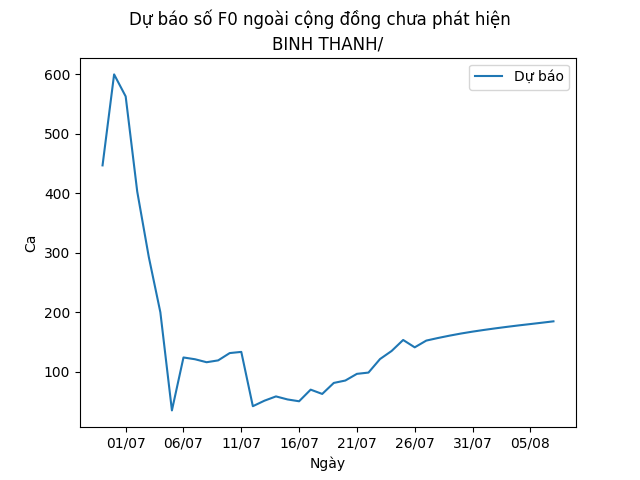 Dự báo số F0 ngoài cộng đồng chưa phát hiện
BINH THANH/
Dự báo
600
500
400
300
200
100
Ca
01/07 06/07 11/07 16/07 21/07 26/07 31/07 05/08
Ngày